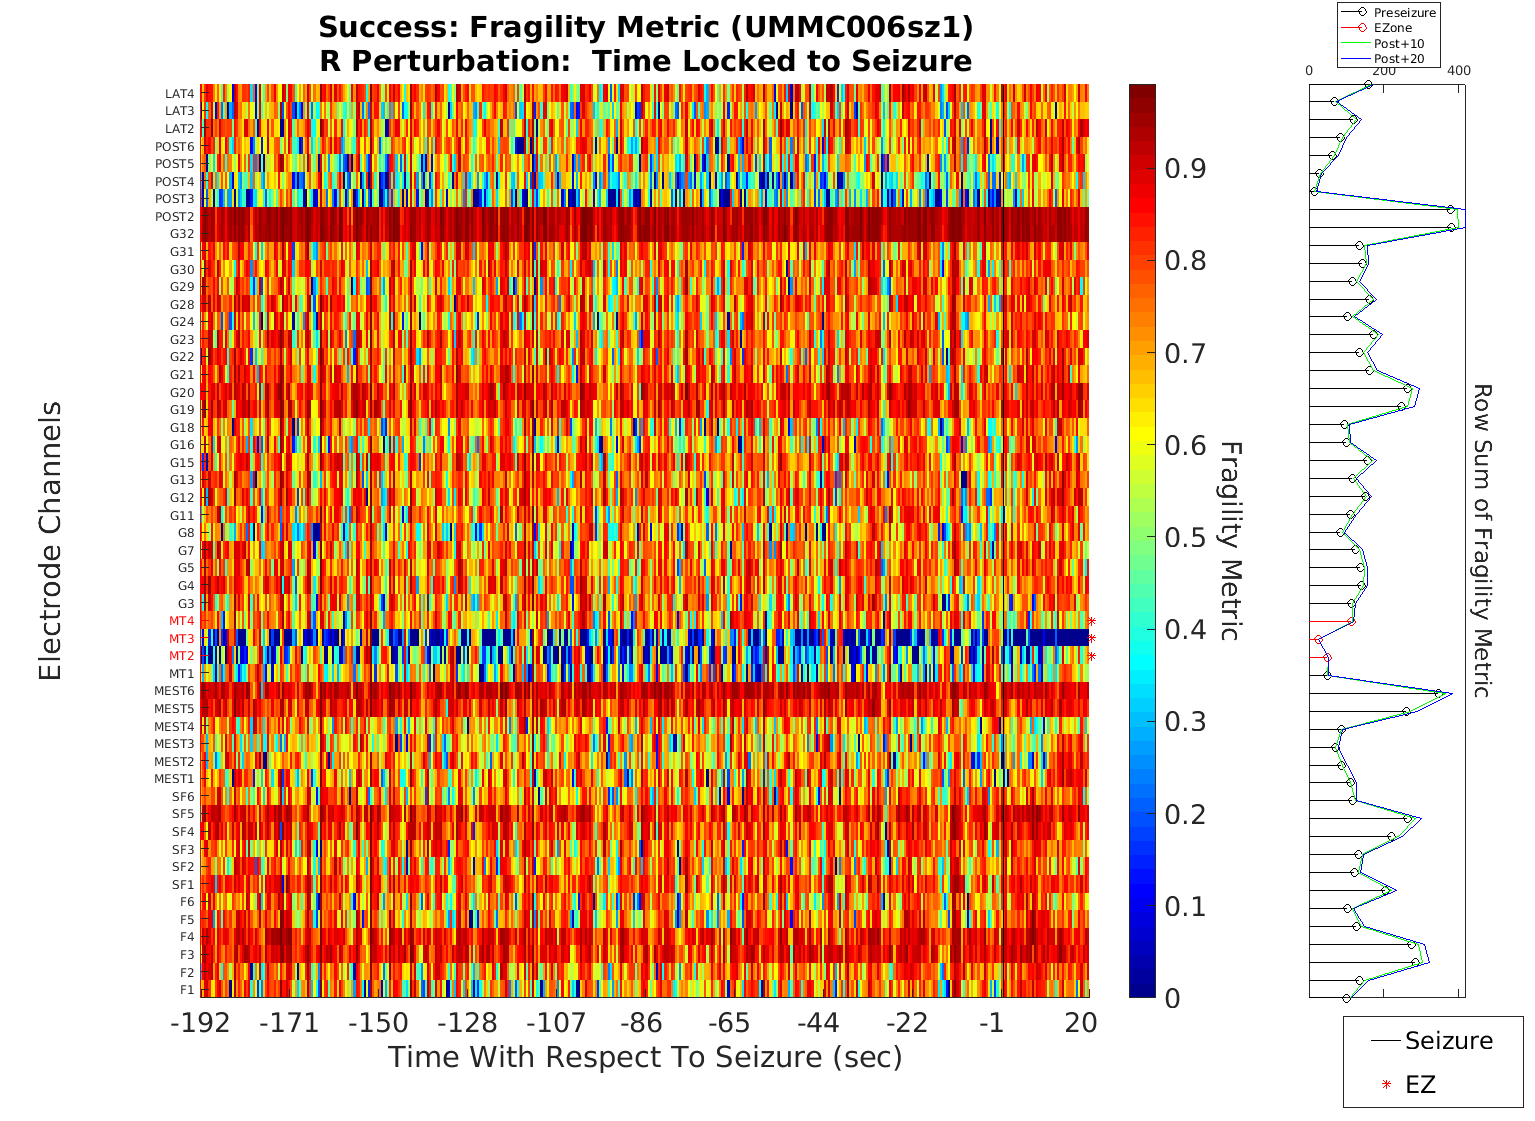 Success: Fragility Metric (UMMC006sz1)
R Perturbation:  Time Locked to Seizure
Electrode Channels
LAT4
LAT3
LAT2
POST6
POST5
POST4
POST3
POST2
G32
G31
G30
G29
G28
G24
G23
G22
G21
G20
G19
G18
G16
G15
G13
G12
G11
G8
G7
G5
G4
G3
MT4
MT3
MT2
MT1
MEST6
MEST5
MEST4
MEST3
MEST2
MEST1
SF6
SF5
SF4
SF3
SF2
SF1
F6
F5
F4
F3
F2
F1
-192 -171 -150 -128 -107 -86 -65 -44 -22 -1 20
Time With Respect To Seizure (sec)
0.9
0.8
0.7
0.6
0.5
0.4
0.3
0.2
0.1
0
Fragility Metric
Preseizure
EZone
Post+10
Post+20
0 200 400
Row Sum of Fragility Metric
Seizure
EZ